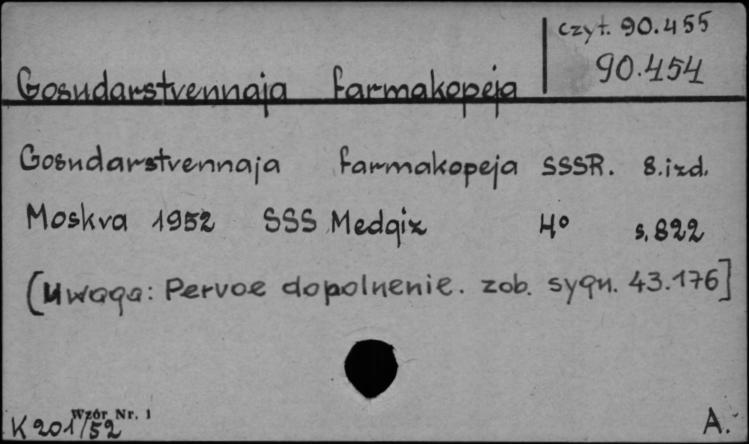 czyt. 90.455
90.454
Gosudarstvennaja farmakopeja
Gosudarstvennaja farmakopeja SSSR. 8.izd.
Moskva 1952 SSS Medgiz 4º s. 822
(Uwaga: Pervoe dopolnenie. zob. sygn. 43.176]
Wzór Nr. 1
K 201/52
A.